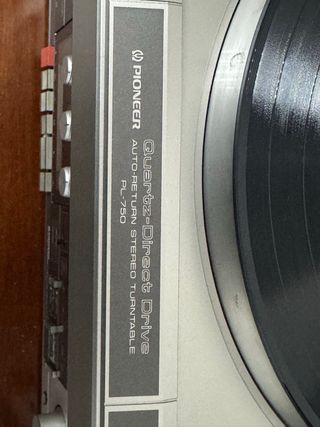 PIONEER
Quartz-Direct Drive
AUTO-RETURN STEREO TURNTABLE
PL-750